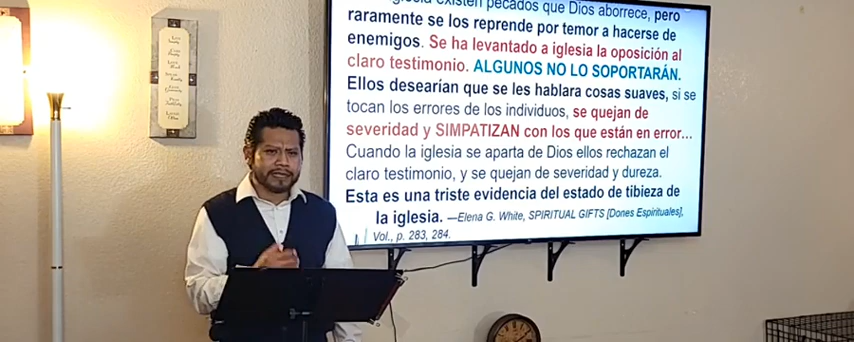 iglesia existen pecados que Dios aborrece, pero
raramente se los reprende por temor a hacerse de
enemigos. Se ha levantado a iglesia la oposición al
claro testimonio. ALGUNOS NO LO SOPORTARÁN.
Ellos desearían que se les hablara cosas suaves, si se
tocan los errores de los individuos, se quejan de
severidad y SIMPATIZAN con los que están en error...
Cuando la iglesia se aparta de Dios ellos rechazan el
claro testimonio, y se quejan de severidad y dureza.
Esta es una triste evidencia del estado de tibieza de
la iglesia. —Elena G. White, SPIRITUAL GIFTS [Dones Espirituales],
Vol., p. 283, 284.